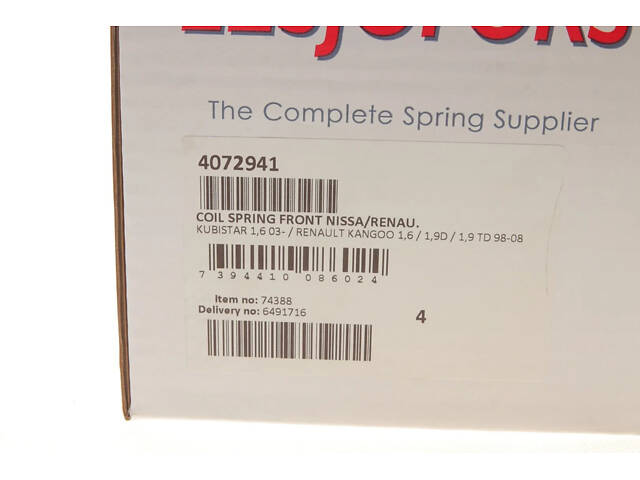 The Complete Spring Supplier
4072941
COIL SPRING FRONT NISSA/RENAU.
KUBISTAR 1,6 03- / RENAULT KANGOO 1,6 / 1,9D / 1,9 TD 98-08
7 394410 086024
Item no: 74388
Delivery no: 6491716
4